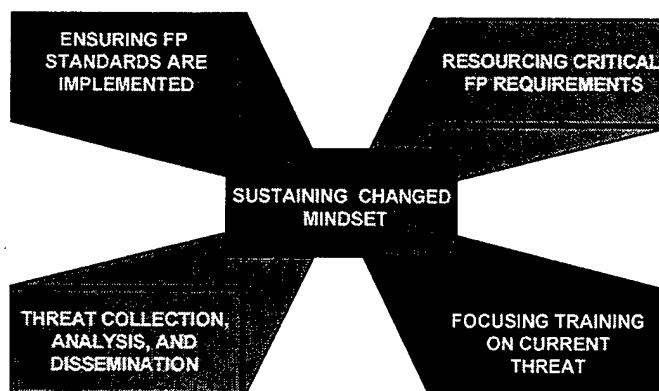 ENSURING FP
STANDARDS ARE
IMPLEMENTED
RESOURCING CRITICAL
FP REQUIREMENTS
SUSTAINING CHANGED
MINDSET
THREAT COLLECTION,
ANALYSIS, AND
DISSEMINATION
FOCUSING TRAINING
ON CURRENT
THREAT